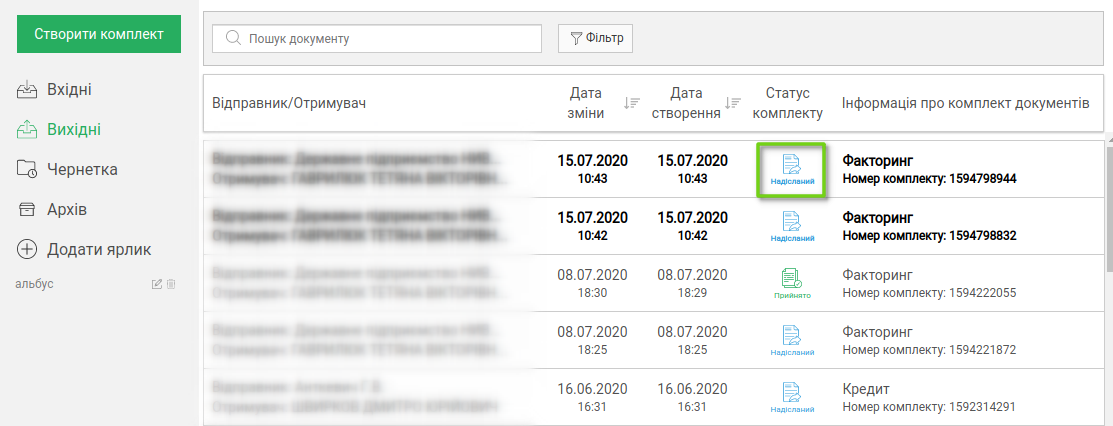 Створити комплект
Вхідні
Вихідні
Чернетка
Архів
Додати ярлик
альбус
Пошук документу
Фільтр
Відправник/Отримувач
Дата зміни
Дата створення
Статус комплекту
Інформація про комплект документів
15.07.2020
10:43
15.07.2020
10:43
Надісланий
Факторинг
Номер комплекту: 1594798944
15.07.2020
10:42
15.07.2020
10:42
Надісланий
Факторинг
Номер комплекту: 1594798832
08.07.2020
18:30
08.07.2020
18:29
Прийнято
Факторинг
Номер комплекту: 1594222055
08.07.2020
18:25
08.07.2020
18:25
Надісланий
Факторинг
Номер комплекту: 1594221872
16.06.2020
16:31
16.06.2020
16:31
Надісланий
Кредит
Номер комплекту: 1592314291